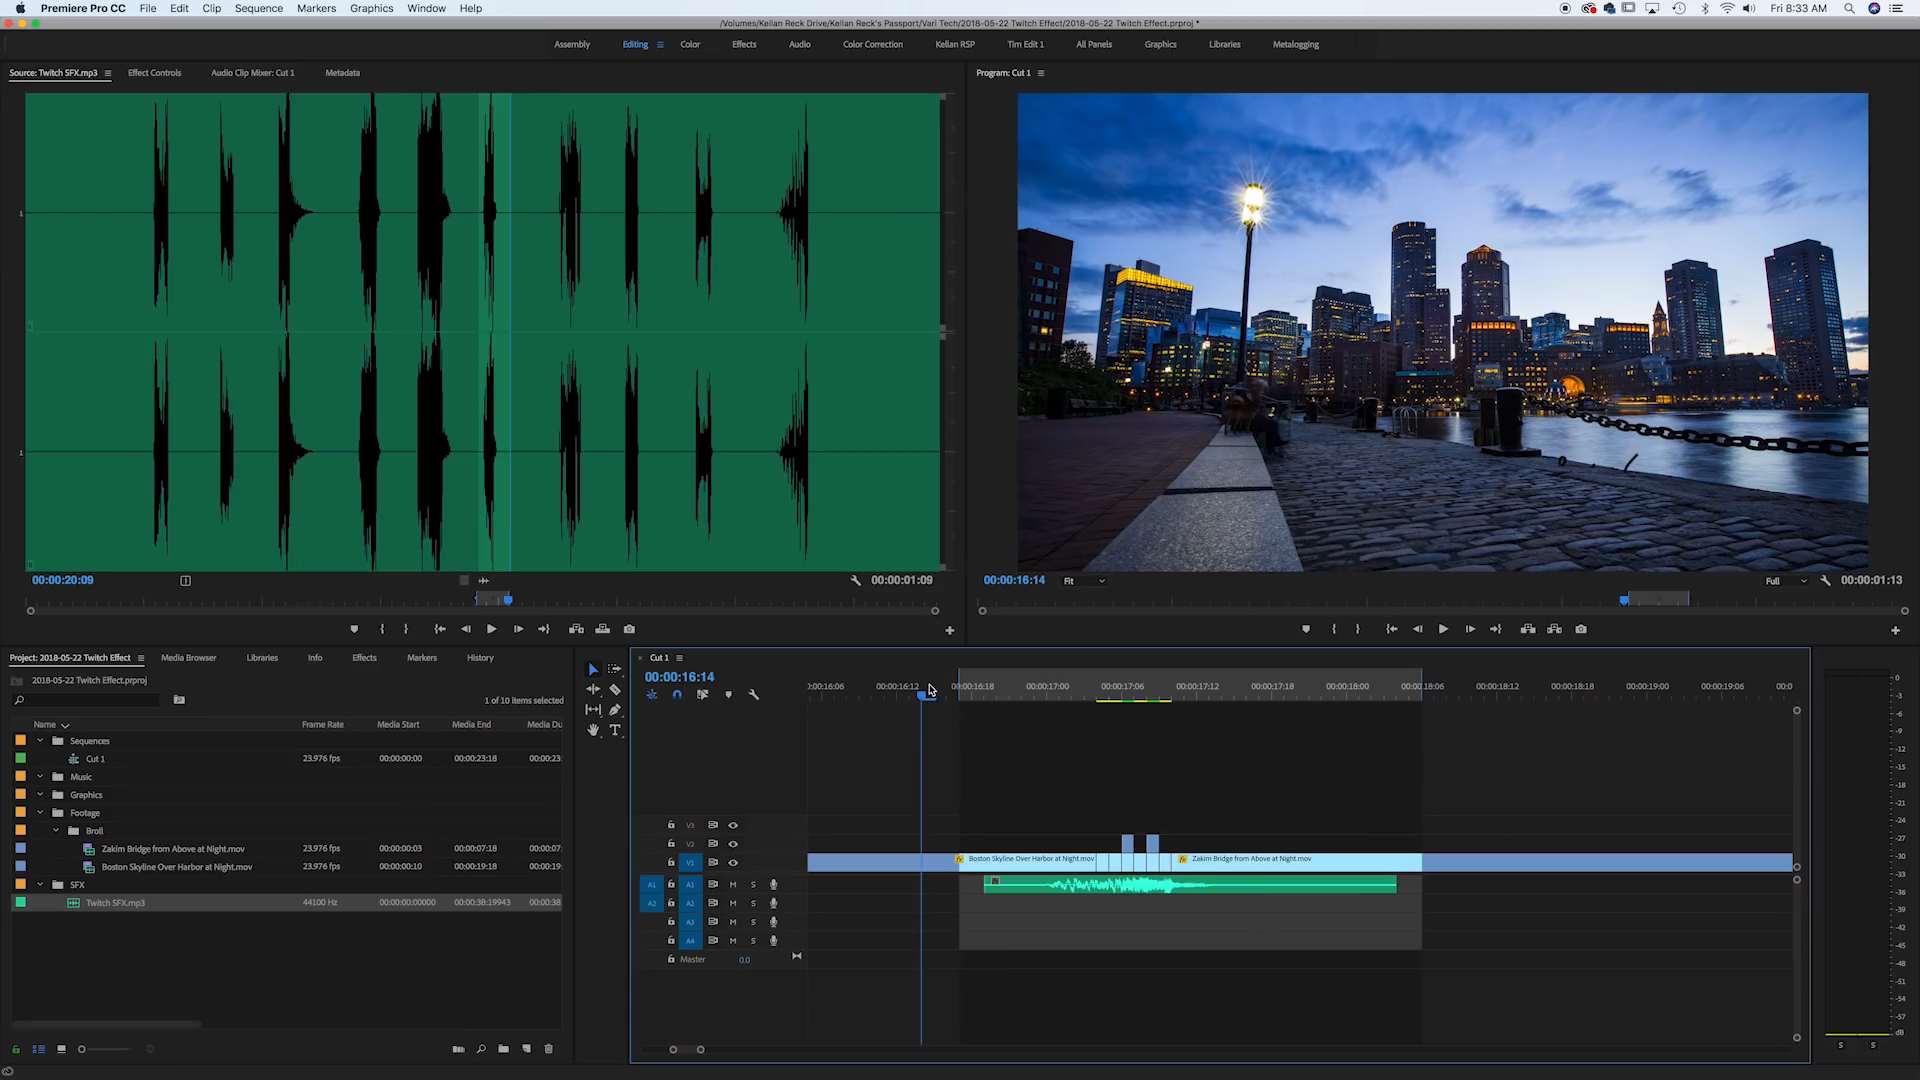 Premiere Pro CC File Edit Clip Sequence Markers Graphics Window Help Fri 8:33 AM
/Volumes/Kellan Reck Drive/Kellan Reck's Passport/Vari Tech/2018-05-22 Twitch Effect/2018-05-22 Twitch Effect.prproj *
Assembly Editing Color Effects Audio Color Correction Kellan RSP Tim Edit 1 All Panels Graphics Libraries Metalogging
Source: Twitch SFX.mp3 Effect Controls Audio Clip Mixer: Cut 1 Metadata
Program: Cut 1
1
1
00:00:20:09 00:00:01:09
00:00:16:14 Fit Full 00:00:01:13
Project: 2018-05-22 Twitch Effect Media Browser Libraries Info Effects Markers History
2018-05-22 Twitch Effect.prproj
1 of 10 items selected
Name Frame Rate Media Start Media End Media Du
Sequences
Cut 1 23.976 fps 00:00:00:00 00:00:23:18 00:00:23:
Music
Graphics
Footage
Broll
Zakim Bridge from Above at Night.mov 23.976 fps 00:00:00:03 00:00:07:18 00:00:07:
Boston Skyline Over Harbor at Night.mov 23.976 fps 00:00:00:10 00:00:19:18 00:00:19:
SFX
Twitch SFX.mp3 44100 Hz 00:00:00:00000 00:00:38:19943 00:00:38
Cut 1
00:00:16:14
0:00:16:06 00:00:16:12 00:00:16:18 00:00:17:00 00:00:17:06 00:00:17:12 00:00:17:18 00:00:18:00 00:00:18:06 00:00:18:12 00:00:18:18 00:00:19:00 00:00:19:06 00:0
V3
V2
V1 V1 fx Boston Skyline Over Harbor at Night.mov fx Zakim Bridge from Above at Night.mov
A1 A1 M S
A2 A2 M S
A3 M S
A4 M S
Master 0.0
0
-3
-6
-9
-12
-15
-18
-21
-24
-27
-30
-33
-36
-39
-42
-45
-48
-51
-54
-57
dB
S S